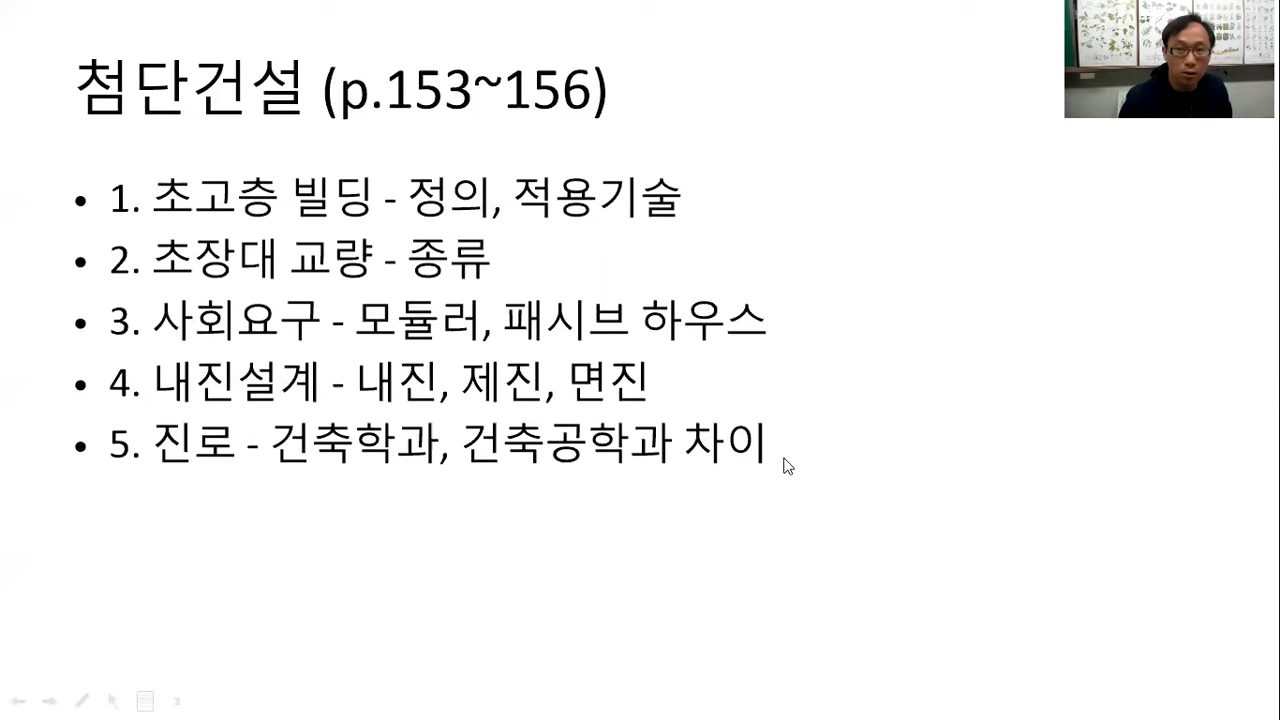 첨단건설 (p.153~156)
• 1. 초고층 빌딩 - 정의, 적용기술
• 2. 초장대 교량 - 종류
• 3. 사회요구 - 모듈러, 패시브 하우스
• 4. 내진설계 - 내진, 제진, 면진
• 5. 진로 - 건축학과, 건축공학과 차이